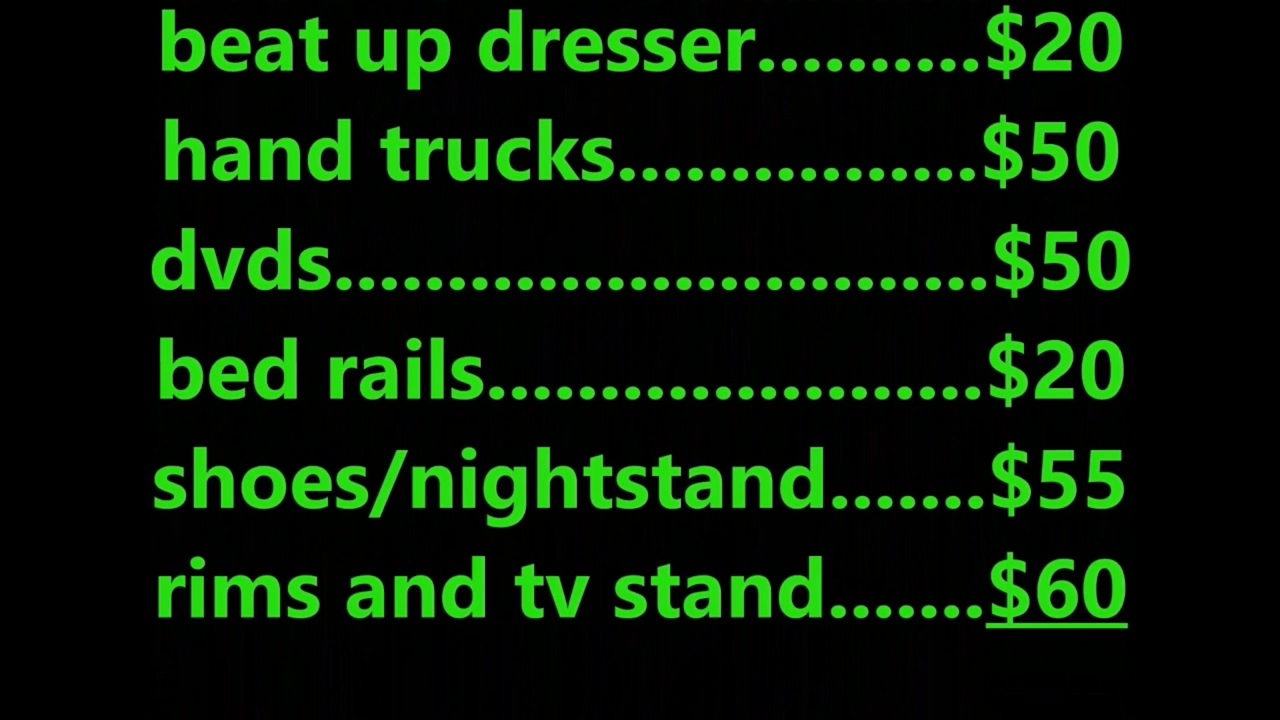 beat up dresser..........$20
hand trucks................$50
dvds.............................$50
bed rails......................$20
shoes/nightstand.......$55
rims and tv stand.......$60